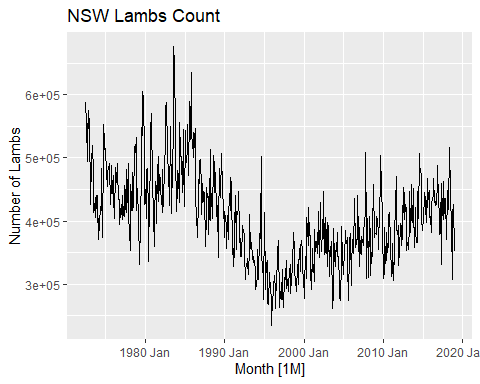 NSW Lambs Count
Number of Lambs
6e+05
5e+05
4e+05
3e+05
1980 Jan
1990 Jan
2000 Jan
2010 Jan
2020 Ja
Month [1M]